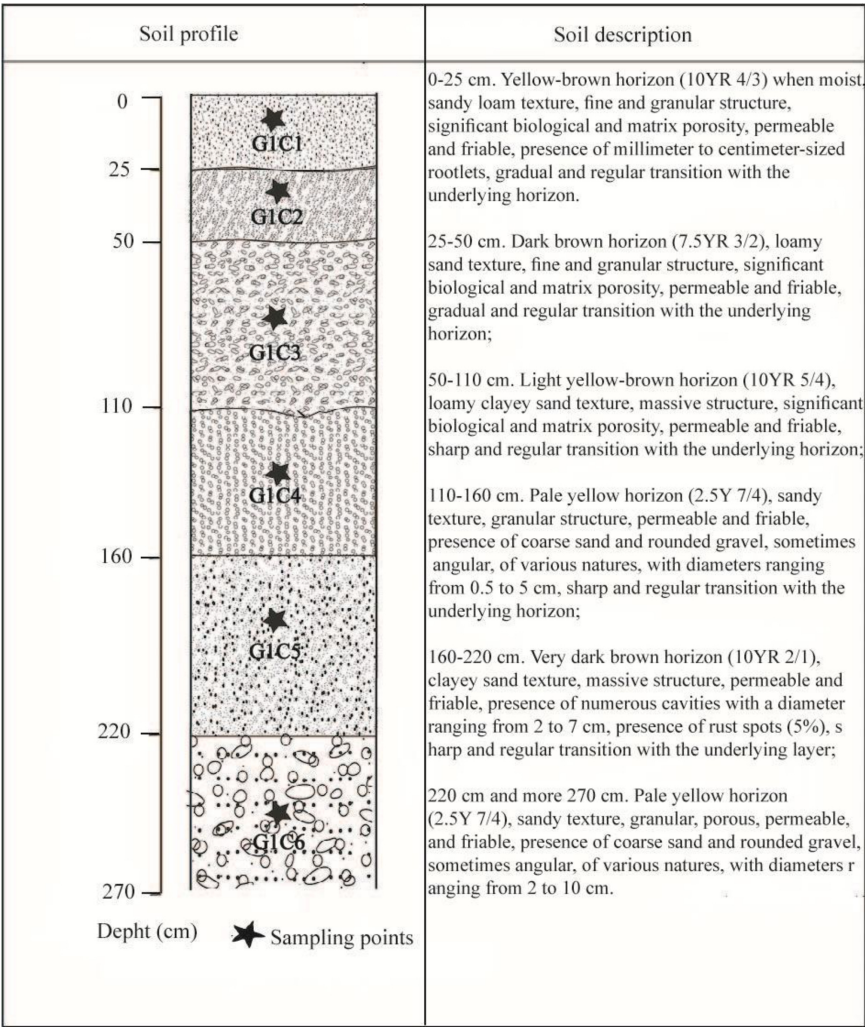 Soil profile
Soil description
0
25
50
110
160
220
270
G1C1
G1C2
G1C3
G1C4
G1C5
G1C6
Depht (cm)
Sampling points
0-25 cm. Yellow-brown horizon (10YR 4/3) when moist,
sandy loam texture, fine and granular structure,
significant biological and matrix porosity, permeable
and friable, presence of millimeter to centimeter-sized
rootlets, gradual and regular transition with the
underlying horizon.
25-50 cm. Dark brown horizon (7.5YR 3/2), loamy
sand texture, fine and granular structure, significant
biological and matrix porosity, permeable and friable,
gradual and regular transition with the underlying
horizon;
50-110 cm. Light yellow-brown horizon (10YR 5/4),
loamy clayey sand texture, massive structure, significant
biological and matrix porosity, permeable and friable,
sharp and regular transition with the underlying horizon;
110-160 cm. Pale yellow horizon (2.5Y 7/4), sandy
texture, granular structure, permeable and friable,
presence of coarse sand and rounded gravel, sometimes
angular, of various natures, with diameters ranging
from 0.5 to 5 cm, sharp and regular transition with the
underlying horizon;
160-220 cm. Very dark brown horizon (10YR 2/1),
clayey sand texture, massive structure, permeable and
friable, presence of numerous cavities with a diameter
ranging from 2 to 7 cm, presence of rust spots (5%), s
harp and regular transition with the underlying layer;
220 cm and more 270 cm. Pale yellow horizon
(2.5Y 7/4), sandy texture, granular, porous, permeable,
and friable, presence of coarse sand and rounded gravel,
sometimes angular, of various natures, with diameters r
anging from 2 to 10 cm.